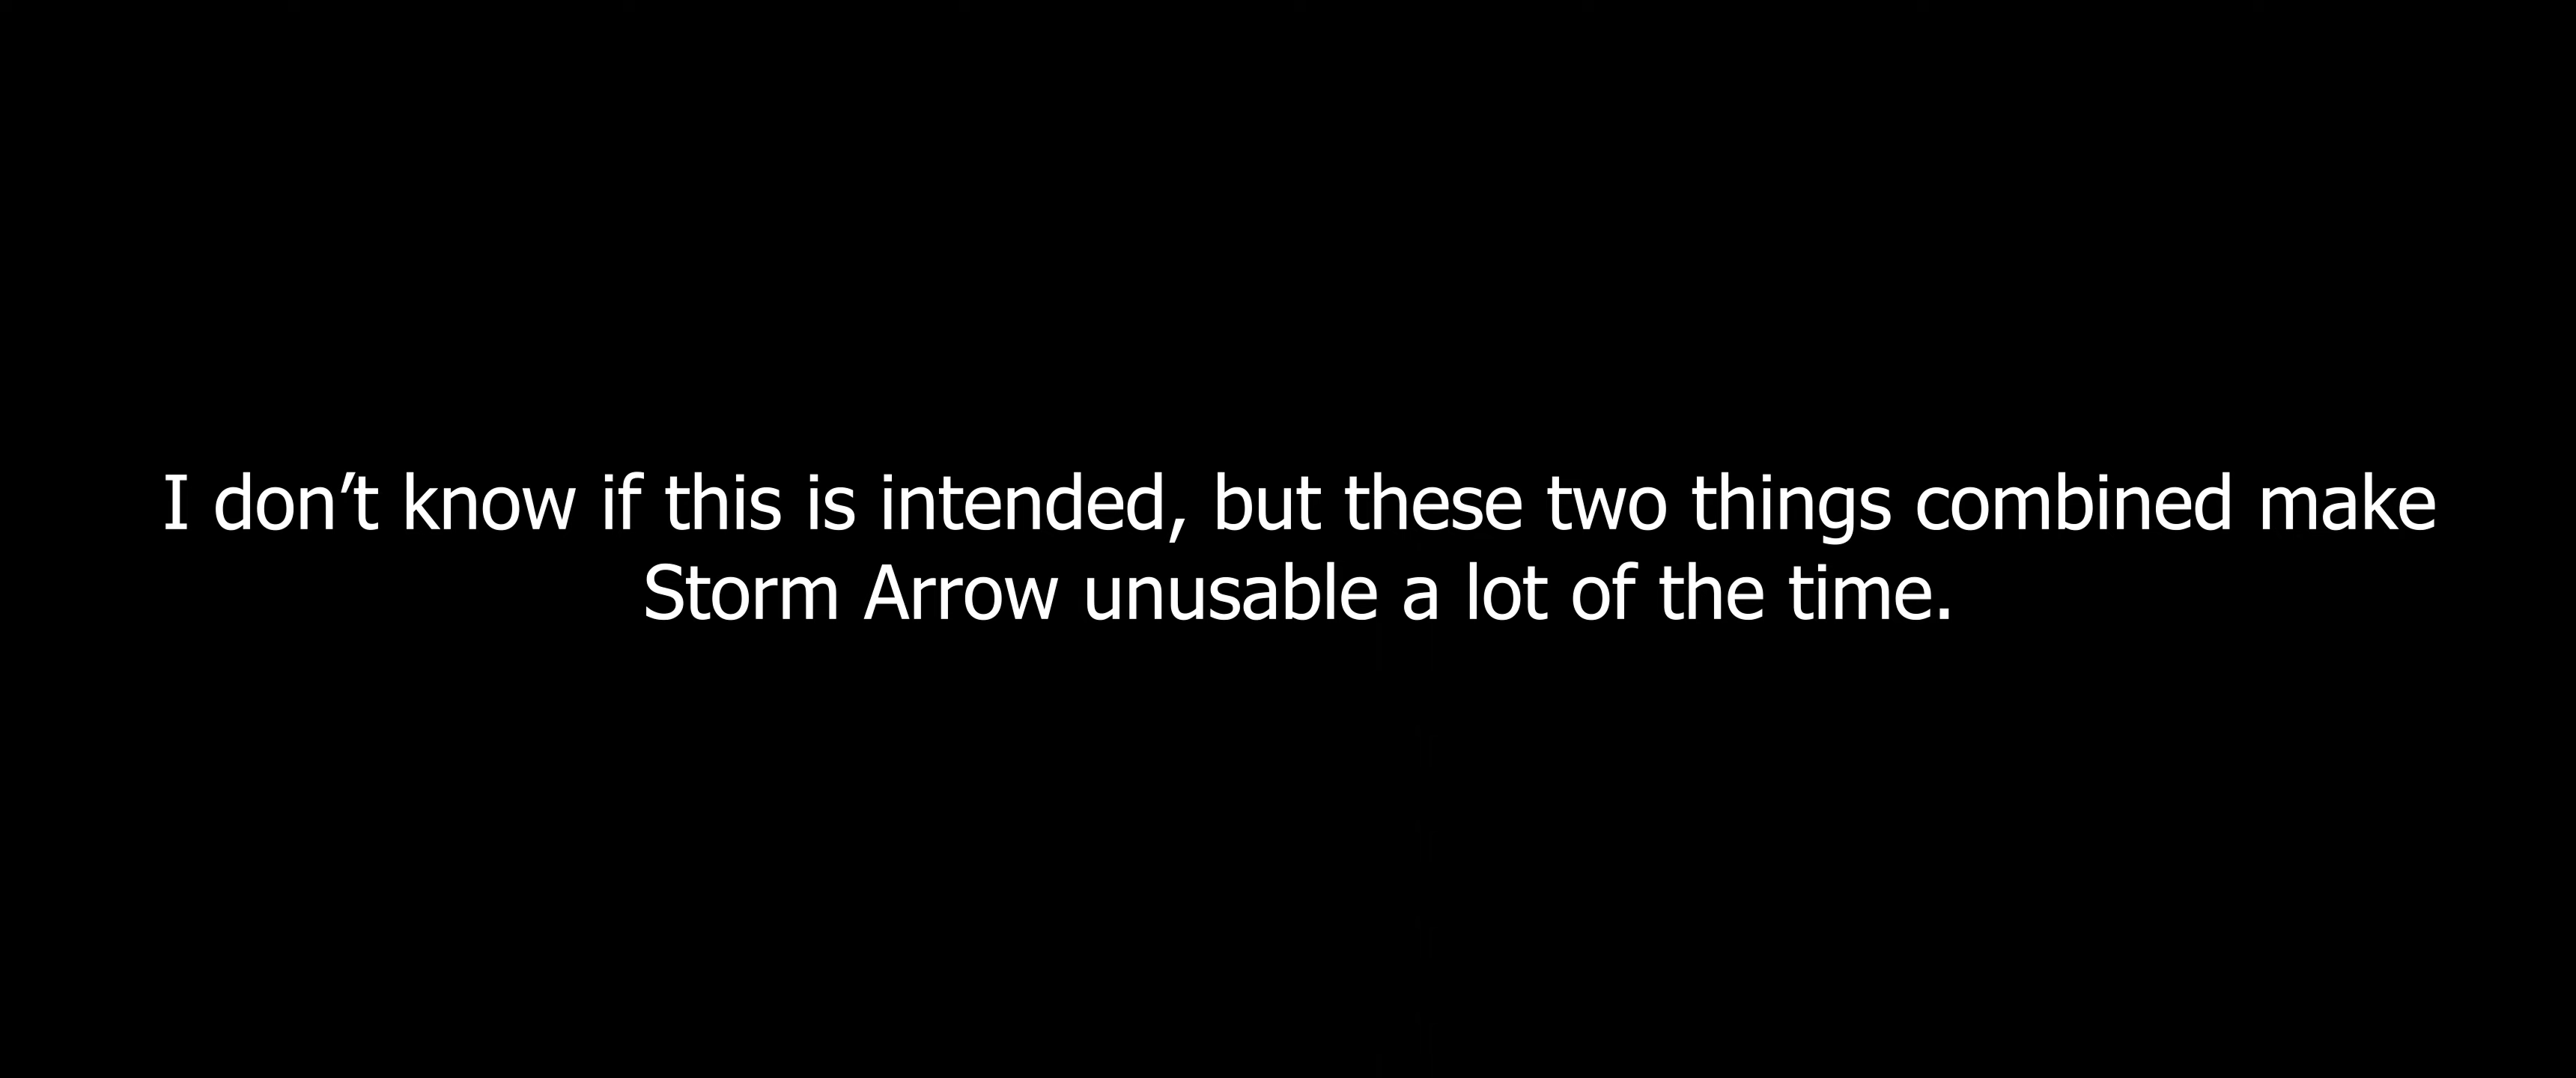 I don’t know if this is intended, but these two things combined make
Storm Arrow unusable a lot of the time.